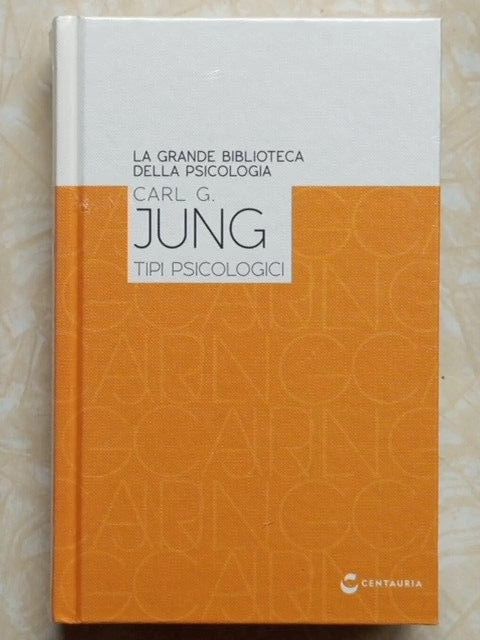 LA GRANDE BIBLIOTECA
DELLA PSICOLOGIA
CARL G.
JUNG
TIPI PSICOLOGICI
CENTAURIA